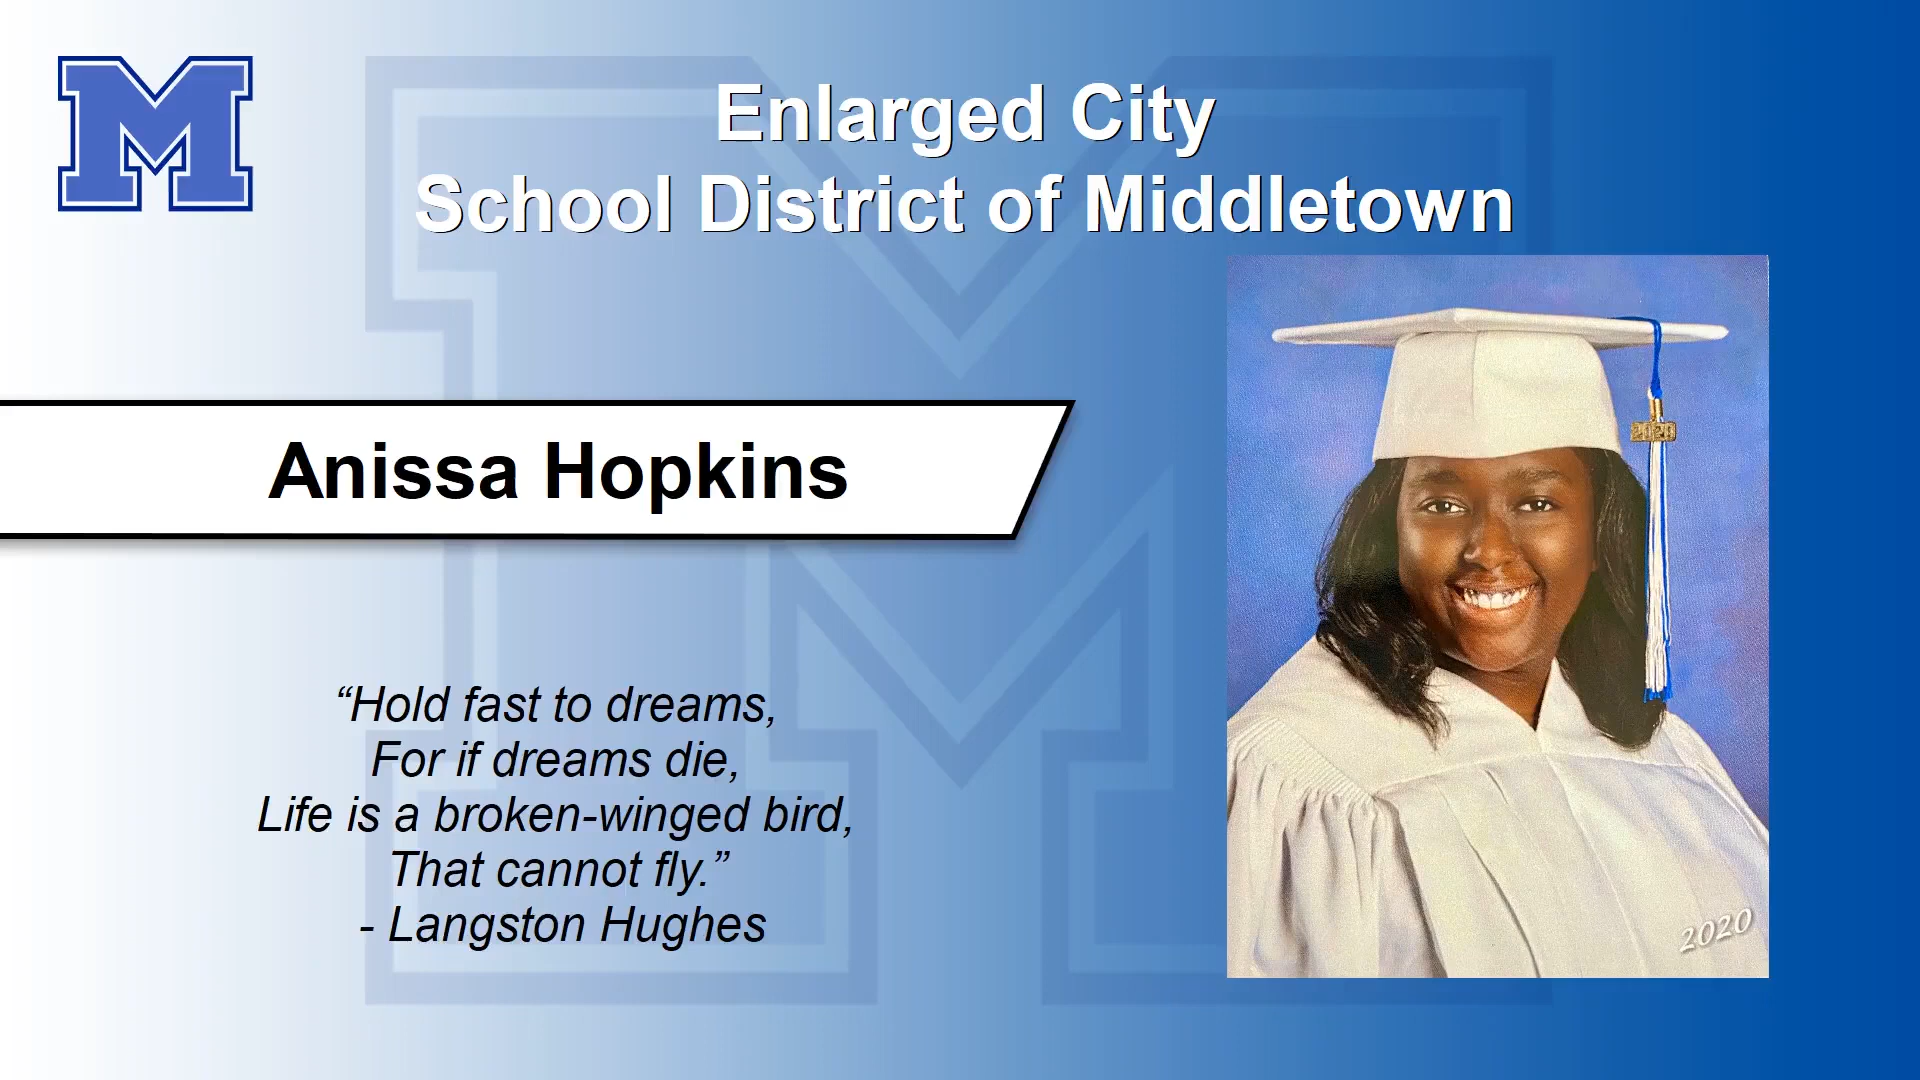 M
Enlarged City
School District of Middletown
Anissa Hopkins
“Hold fast to dreams,
For if dreams die,
Life is a broken-winged bird,
That cannot fly.”
- Langston Hughes
2020
2020